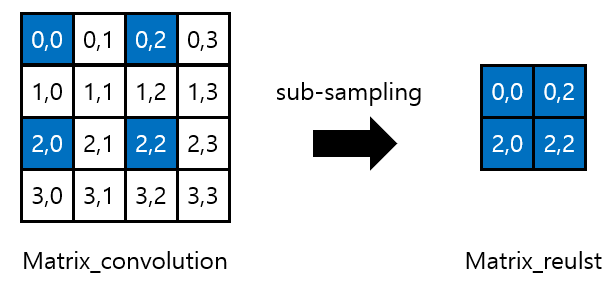 0,0 0,1 0,2 0,3
1,0 1,1 1,2 1,3
2,0 2,1 2,2 2,3
3,0 3,1 3,2 3,3
Matrix_convolution
sub-sampling
0,0 0,2
2,0 2,2
Matrix_reulst